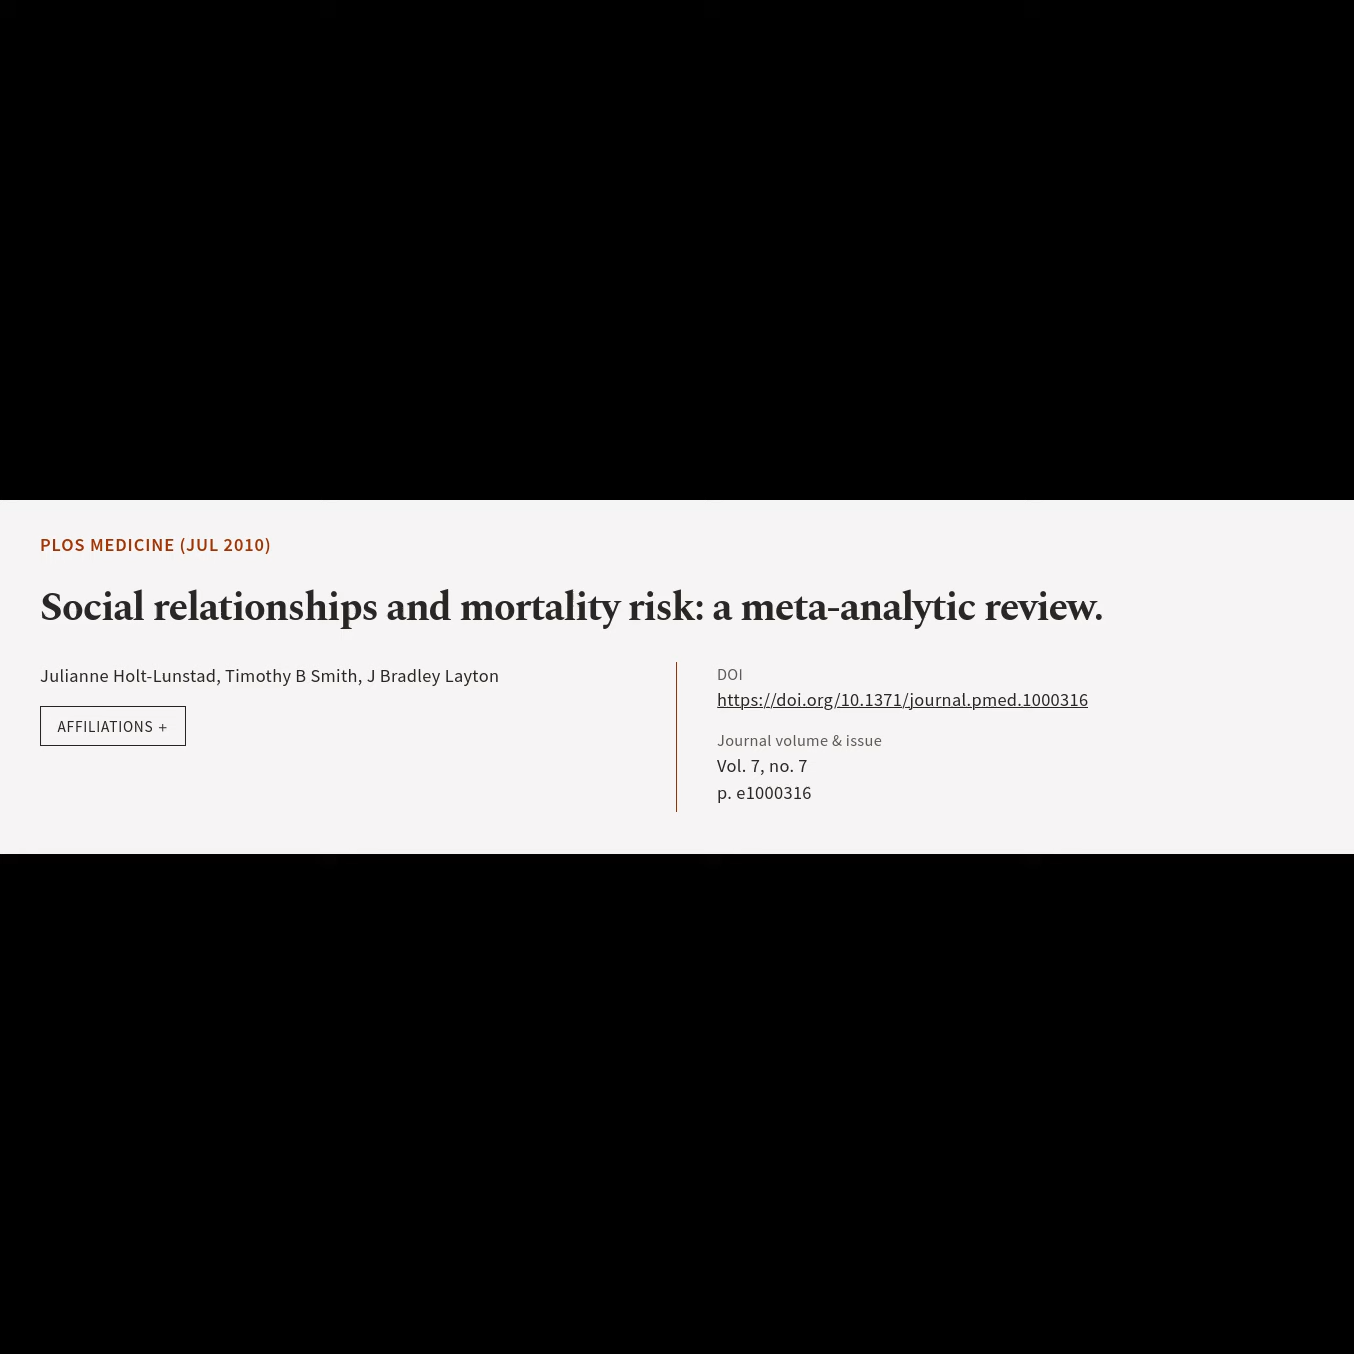 PLOS MEDICINE (JUL 2010)
Social relationships and mortality risk: a meta-analytic review.
Julianne Holt-Lunstad, Timothy B Smith, J Bradley Layton
AFFILIATIONS +
DOI
https://doi.org/10.1371/journal.pmed.1000316
Journal volume & issue
Vol. 7, no. 7
p. e1000316